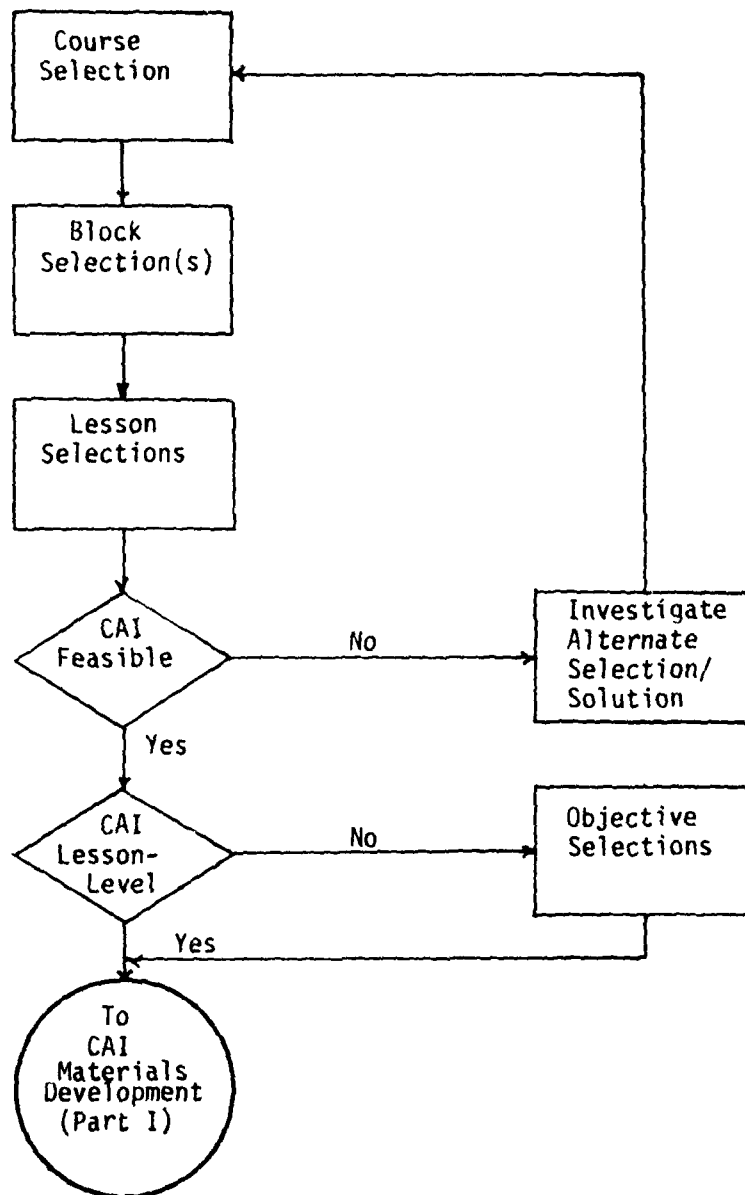 Course
Selection
Block
Selection(s)
Lesson
Selections
CAI
Feasible
No
Investigate
Alternate
Selection/
Solution
Yes
CAI
Lesson-
Level
No
Objective
Selections
Yes
To
CAI
Materials
Development
(Part I)